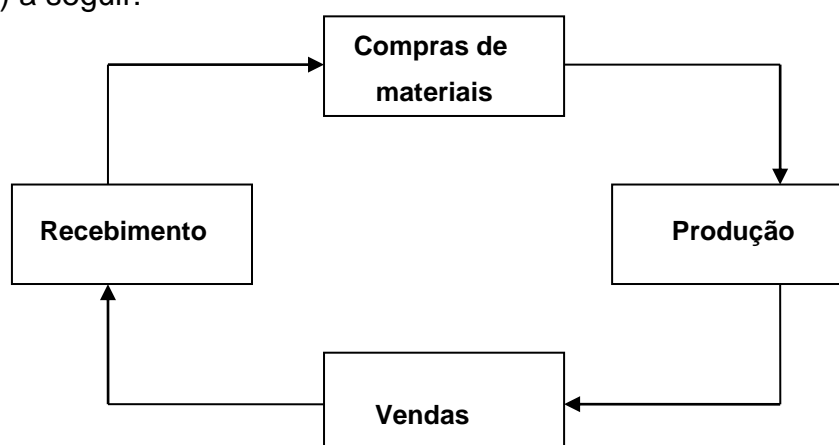 ) a seguir:
Compras de
materiais
Recebimento
Produção
Vendas